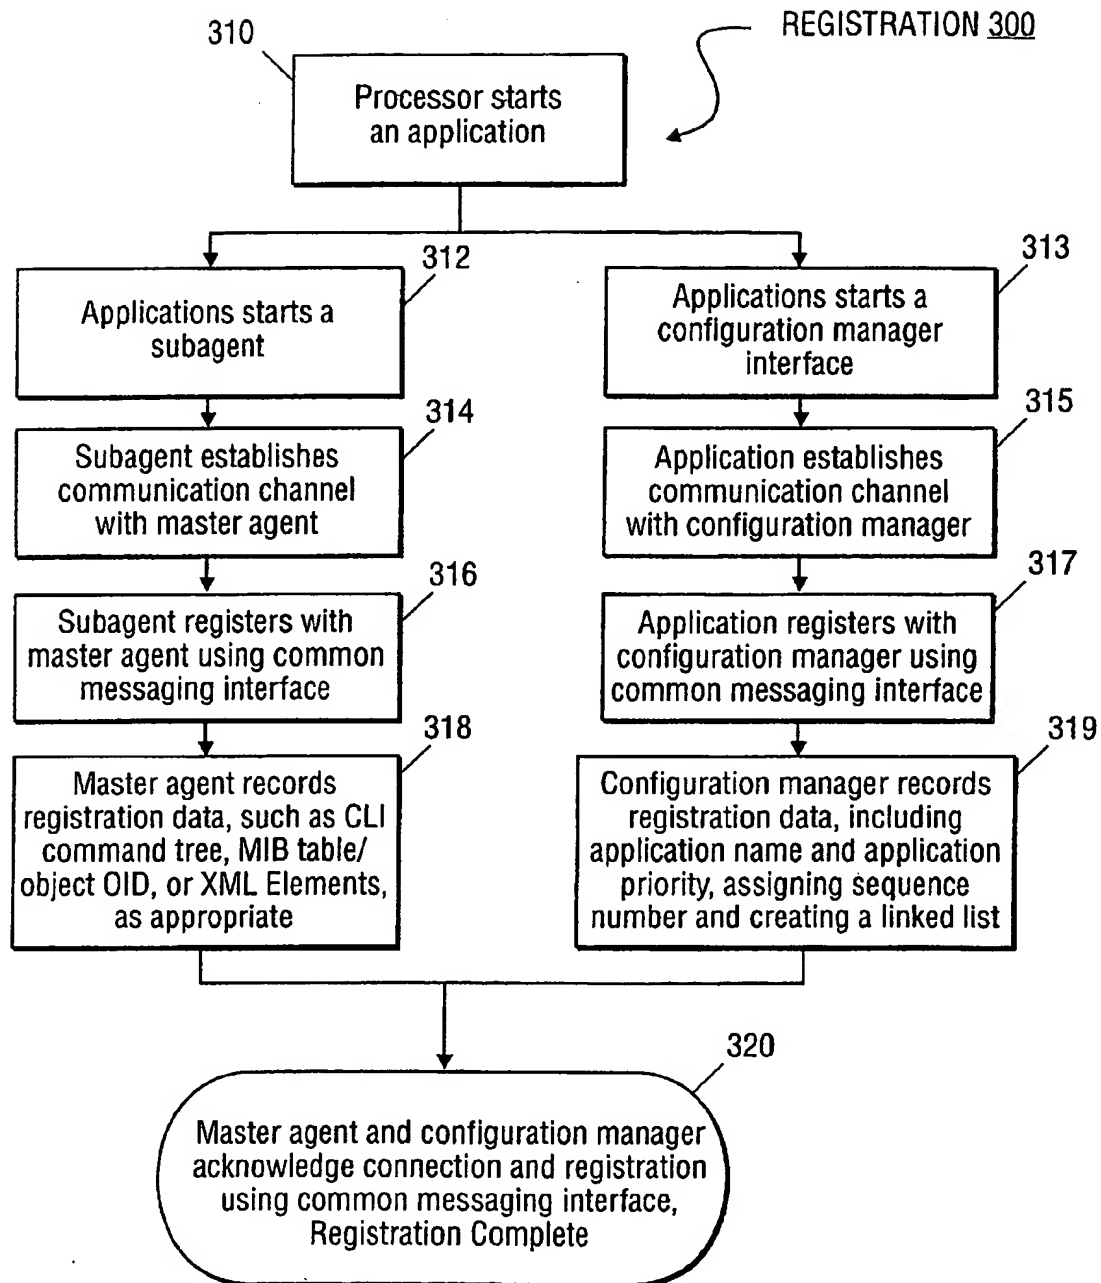 REGISTRATION 300
310
Processor starts
an application
312
Applications starts a
subagent
313
Applications starts a
configuration manager
interface
314
Subagent establishes
communication channel
with master agent
315
Application establishes
communication channel
with configuration manager
316
Subagent registers with
master agent using common
messaging interface
317
Application registers with
configuration manager using
common messaging interface
318
Master agent records
registration data, such as CLI
command tree, MIB table/
object OID, or XML Elements,
as appropriate
319
Configuration manager records
registration data, including
application name and application
priority, assigning sequence
number and creating a linked list
320
Master agent and configuration manager
acknowledge connection and registration
using common messaging interface,
Registration Complete